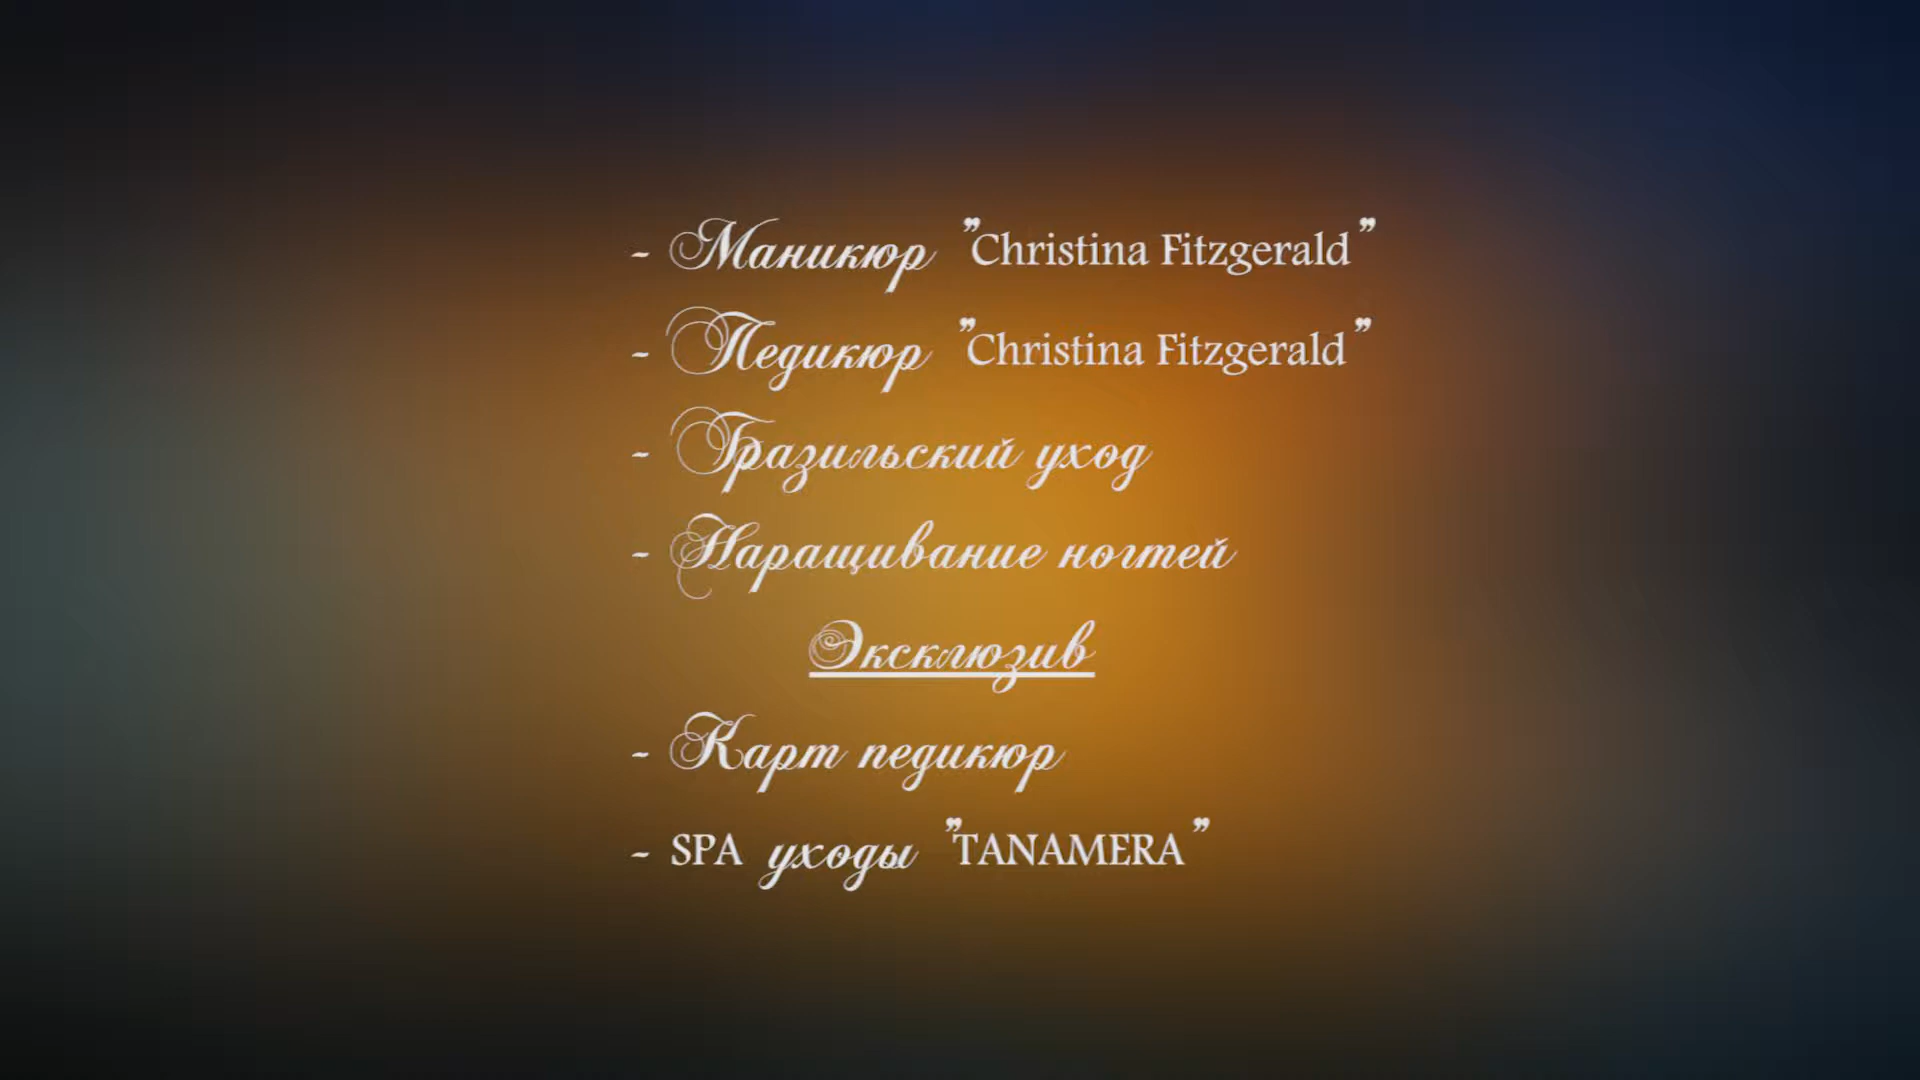 - Маникюр "Christina Fitzgerald"
- Педикюр "Christina Fitzgerald"
- Бразильский уход
- Наращивание ногтей
Эксклюзив
- Карт педикюр
- SPA уходы "TANAMERA"